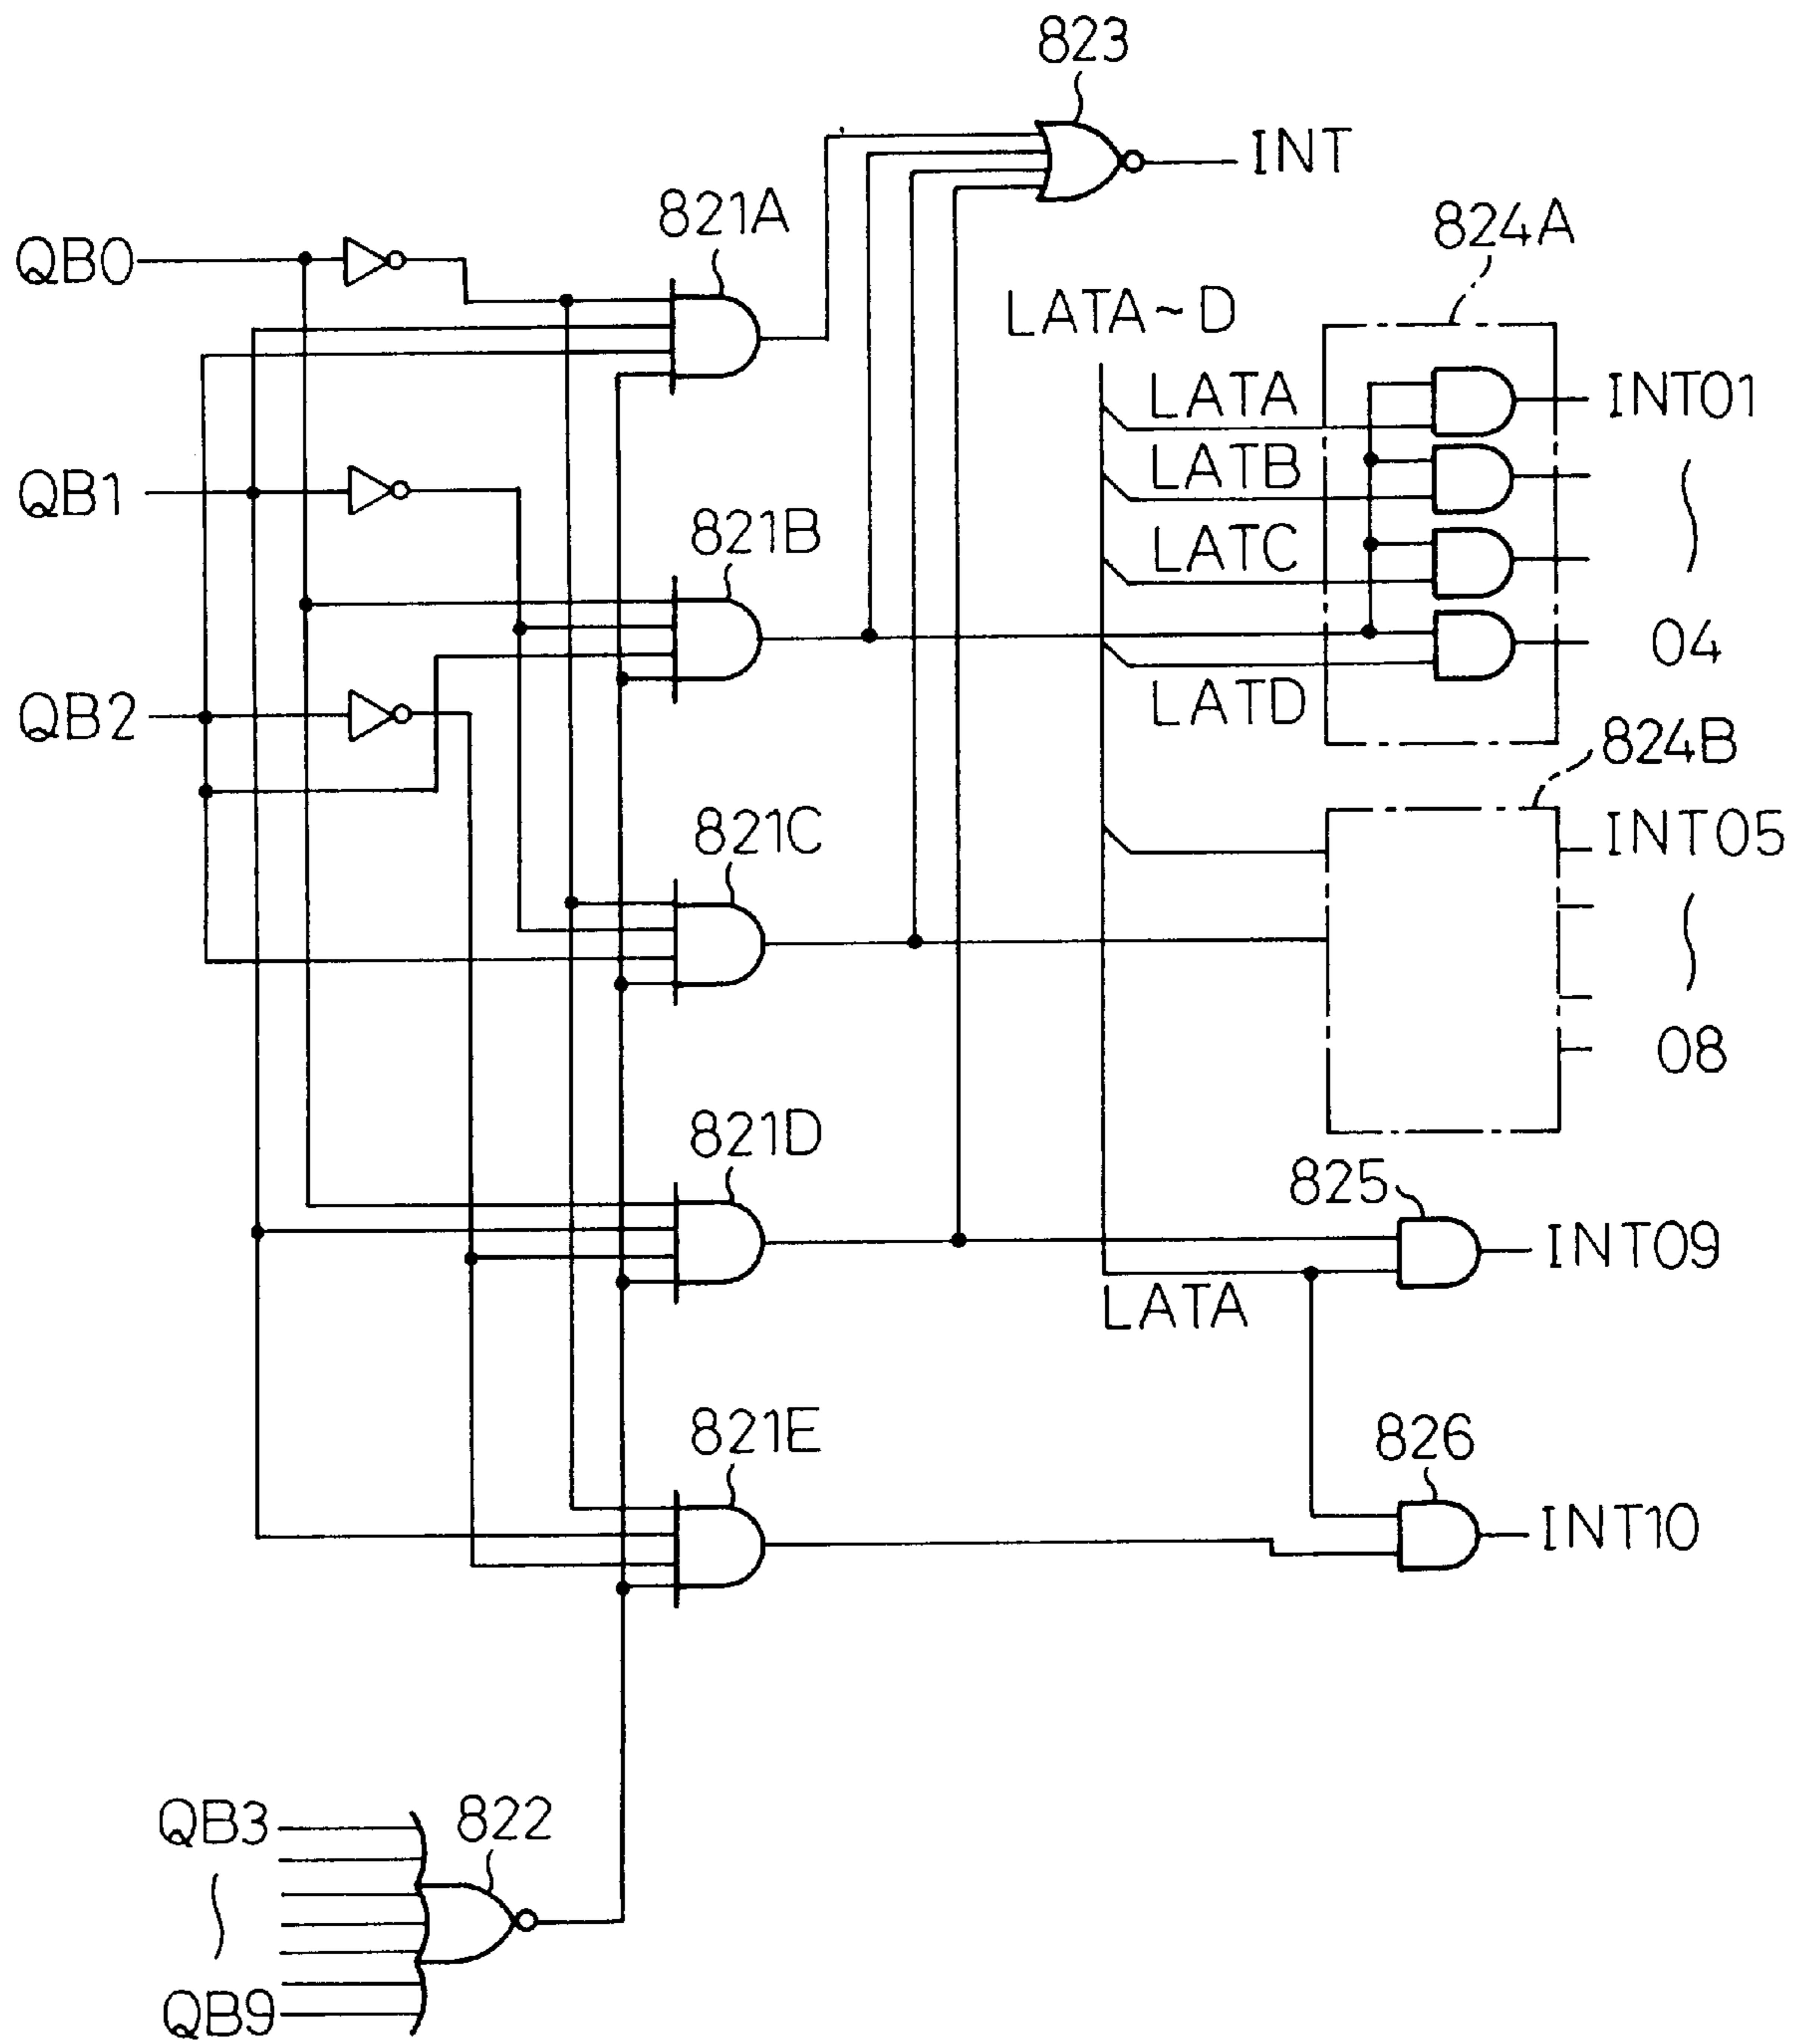 823
INT
821A
824A
QB0
LATA~D
LATA
INT01
LATB
QB1
821B
LATC
04
QB2
LATD
824B
821C
INT05
08
821D
825
INT09
LATA
821E
826
INT10
QB3
822
QB9